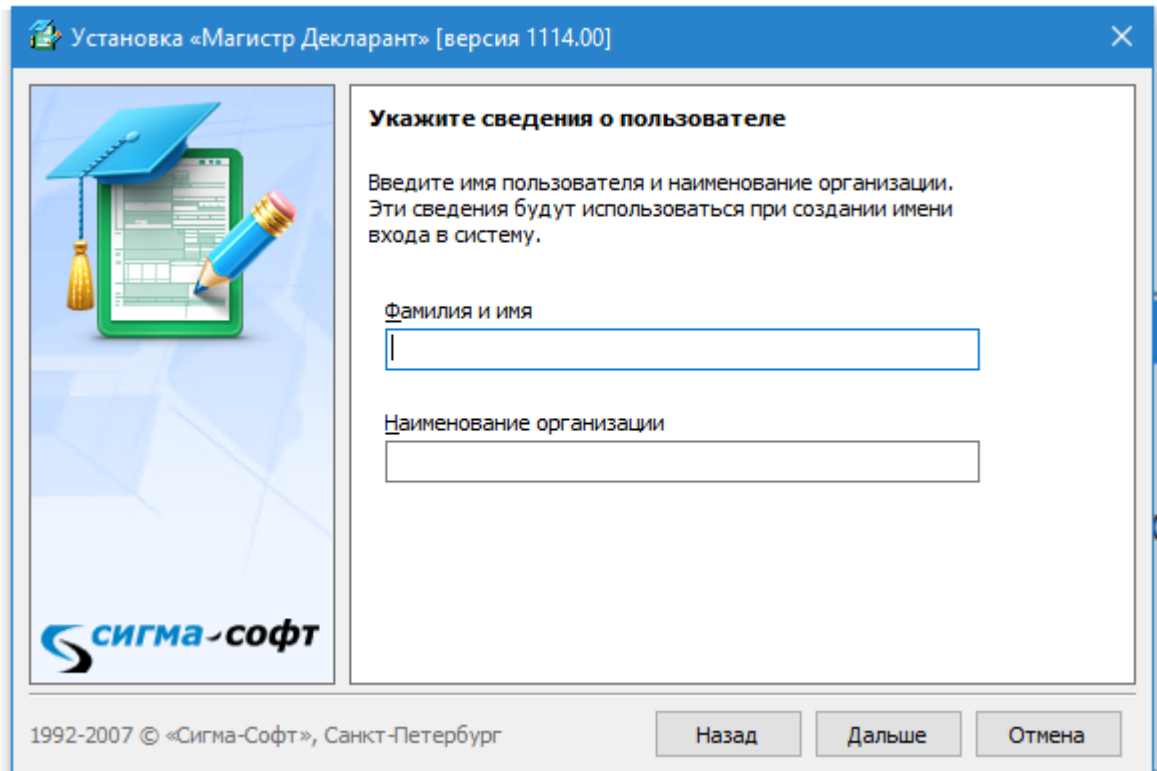 Установка «Магистр Декларант» [версия 1114.00]
Укажите сведения о пользователе
Введите имя пользователя и наименование организации.
Эти сведения будут использоваться при создании имени
входа в систему.
Фамилия и имя
Наименование организации
сигма-софт
1992-2007 © «Сигма-Софт», Санкт-Петербург
Назад
Дальше
Отмена